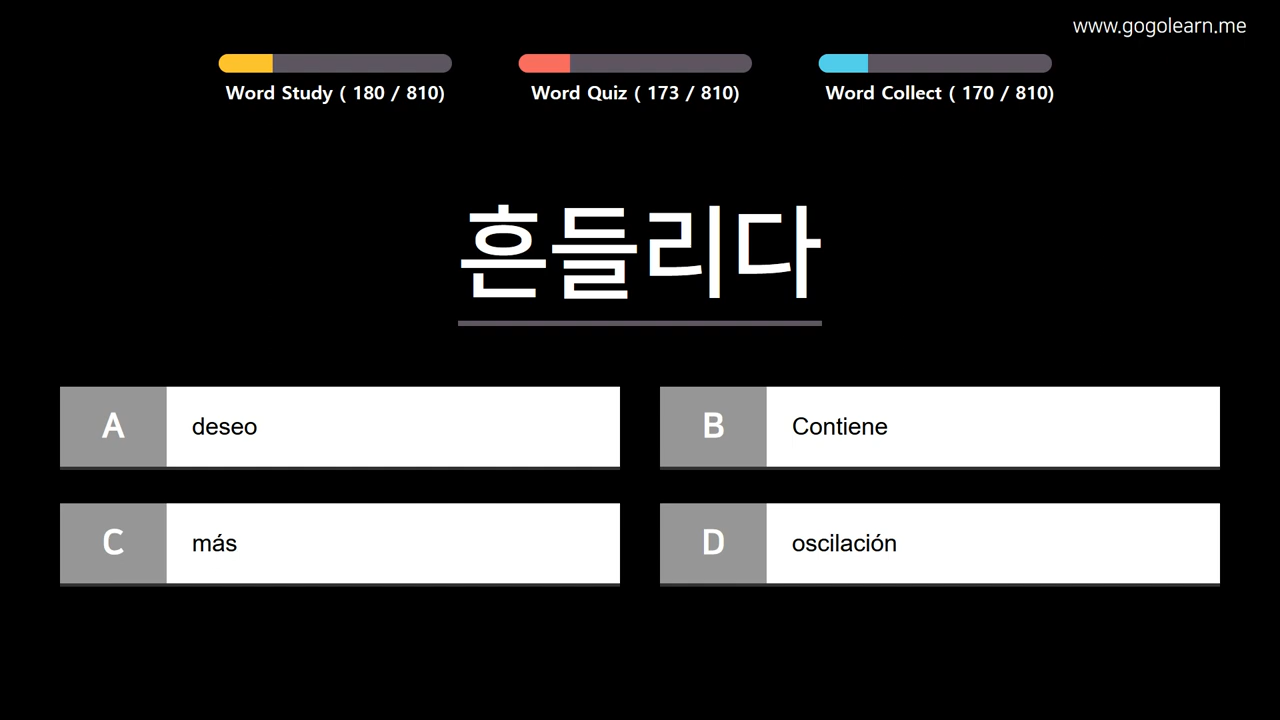 www.gogolearn.me
Word Study ( 180 / 810)
Word Quiz ( 173 / 810)
Word Collect ( 170 / 810)
흔들리다
A deseo
B Contiene
C más
D oscilación